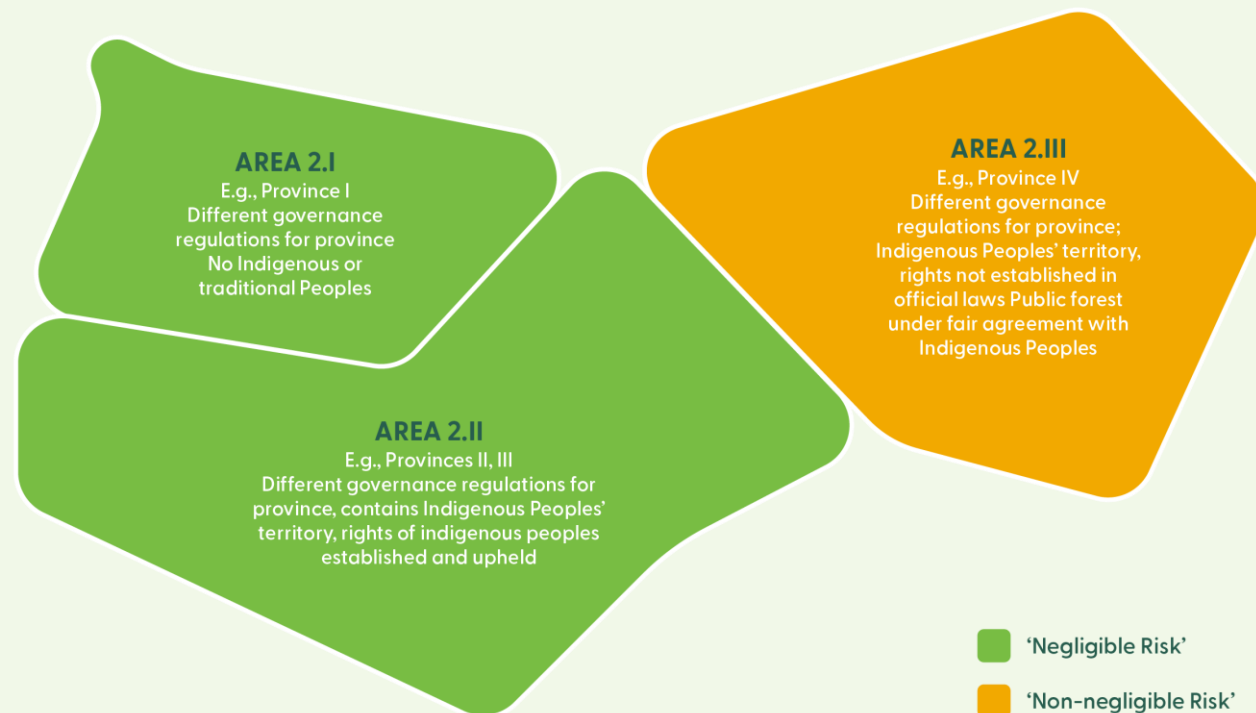 AREA 2.I
E.g., Province I
Different governance
regulations for province
No Indigenous or
traditional Peoples
AREA 2.III
E.g., Province IV
Different governance
regulations for province;
Indigenous Peoples’ territory,
rights not established in
official laws Public forest
under fair agreement with
Indigenous Peoples
AREA 2.II
E.g., Provinces II, III
Different governance regulations for
province, contains Indigenous Peoples’
territory, rights of indigenous peoples
established and upheld
‘Negligible Risk’
‘Non-negligible Risk’